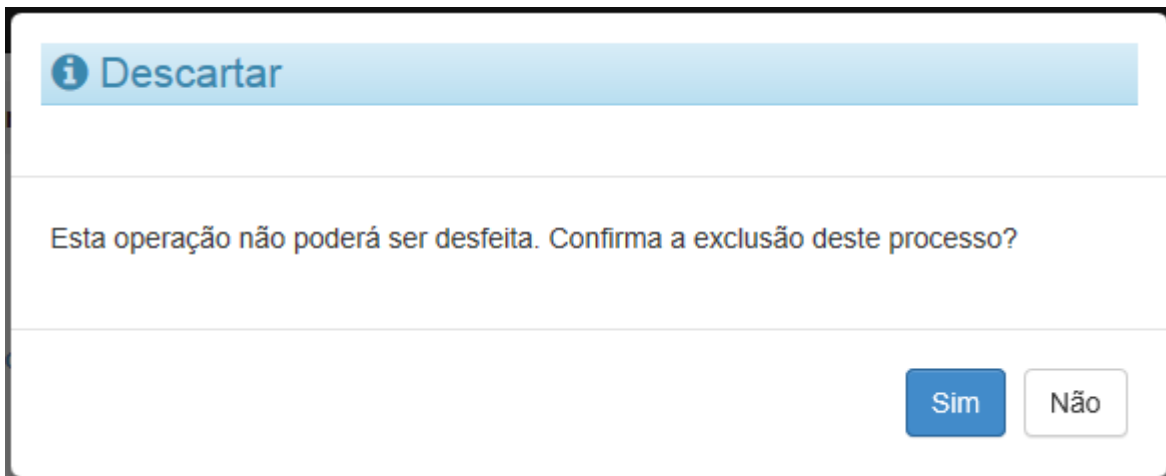 Descartar
Esta operação não poderá ser desfeita. Confirma a exclusão deste processo?
Sim
Não